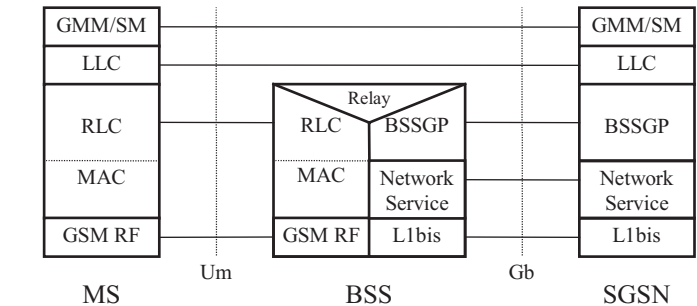 GMM/SM
GMM/SM
LLC
LLC
Relay
RLC
RLC
BSSGP
BSSGP
MAC
MAC
Network
Service
Network
Service
GSM RF
GSM RF
L1bis
L1bis
Um
Gb
MS
BSS
SGSN